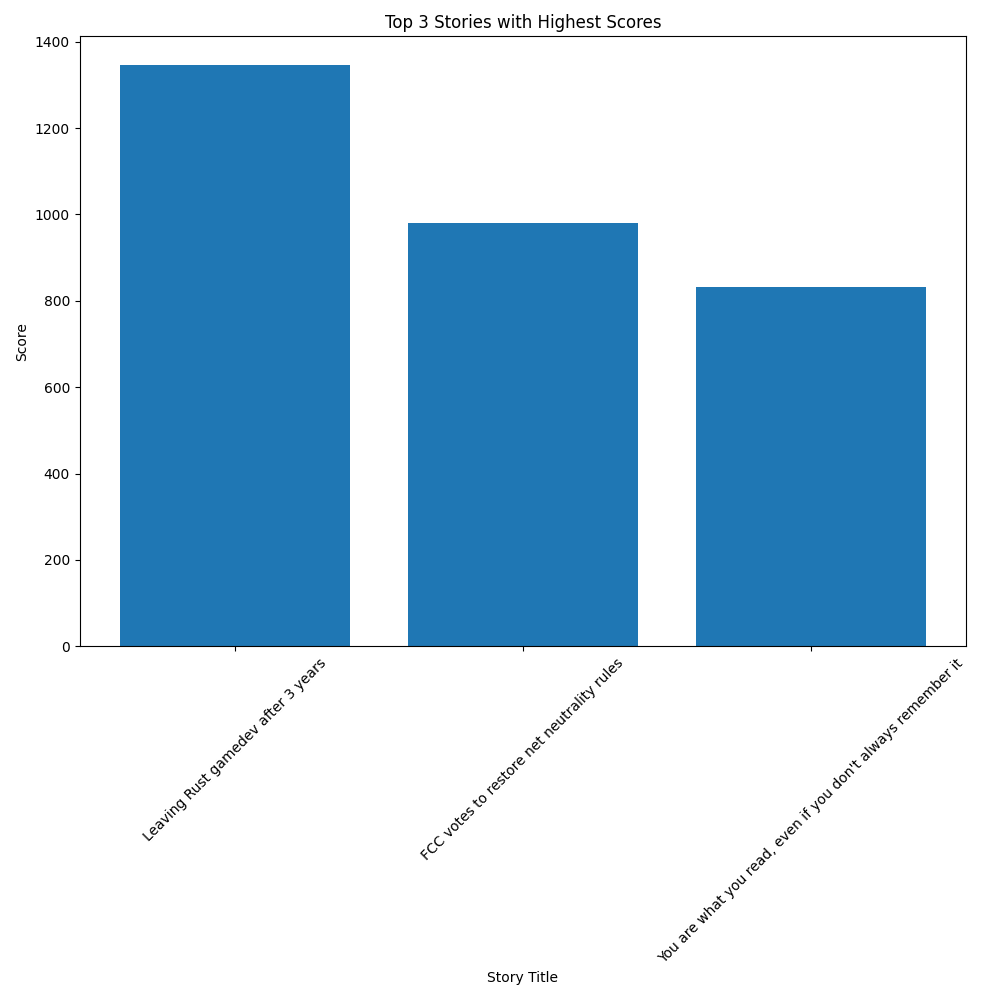 Top 3 Stories with Highest Scores
1400
1200
1000
800
600
400
200
0
Score
Leaving Rust gamedev after 3 years
FCC votes to restore net neutrality rules
You are what you read, even if you don't always remember it
Story Title